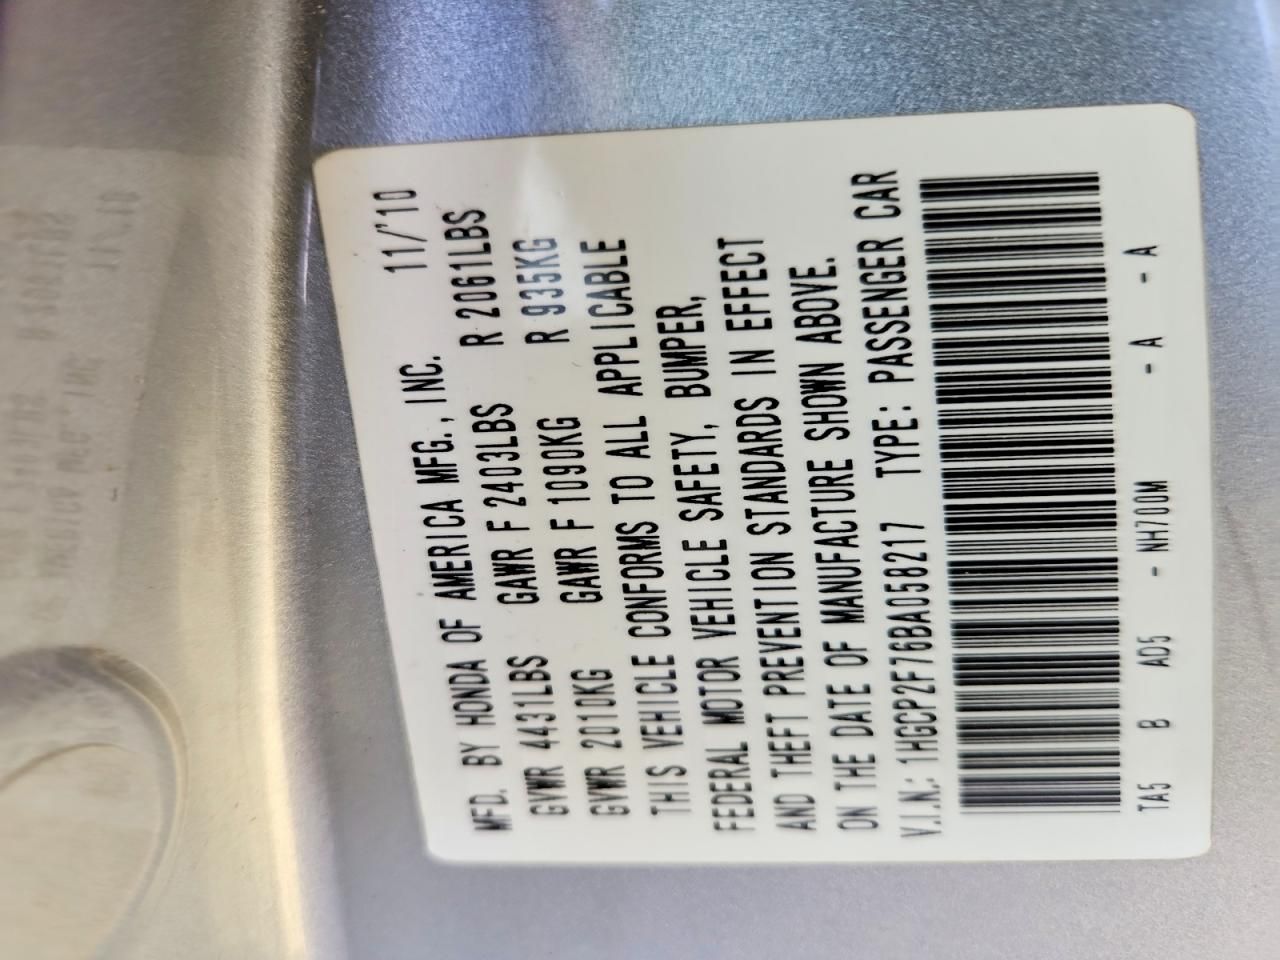 MFD. BY HONDA OF AMERICA MFG., INC. 11/'10
GVWR 4431LBS GAWR F 2403LBS R 2061LBS
GVWR 2010KG GAWR F 1090KG R 935KG
THIS VEHICLE CONFORMS TO ALL APPLICABLE
FEDERAL MOTOR VEHICLE SAFETY, BUMPER,
AND THEFT PREVENTION STANDARDS IN EFFECT
ON THE DATE OF MANUFACTURE SHOWN ABOVE.
V.I.N.: 1HGCP2F76BA058217 TYPE: PASSENGER CAR
TA5 B AD5 - NH700M - A - A